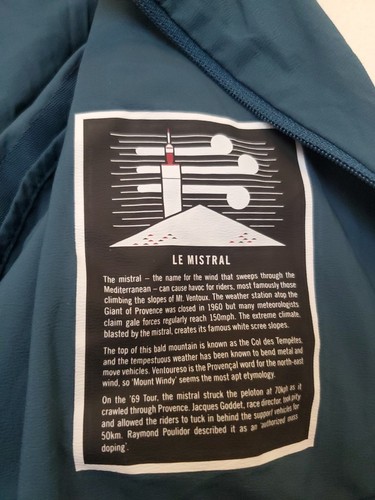 LE MISTRAL
The mistral – the name for the wind that sweeps through the
Mediterranean – can cause havoc for riders, most famously those
climbing the slopes of Mt. Ventoux. The weather station atop the
Giant of Provence was closed in 1960 but many meteorologists
claim gale forces regularly reach 150mph. The extreme climate,
blasted by the mistral, creates its famous white scree slopes.
The top of this bald mountain is known as the Col des Tempêtes,
and the tempestuous weather has been known to bend metal and
move vehicles. Ventoureso is the Provençal word for the north-east
wind, so 'Mount Windy' seems the most apt etymology.
On the '69 Tour, the mistral struck the peloton at 70kph as it
crawled through Provence. Jacques Goddet, race director, took pity
and allowed the riders to tuck in behind the support vehicles for
50km. Raymond Poulidor described it as an 'authorized mass
doping'.